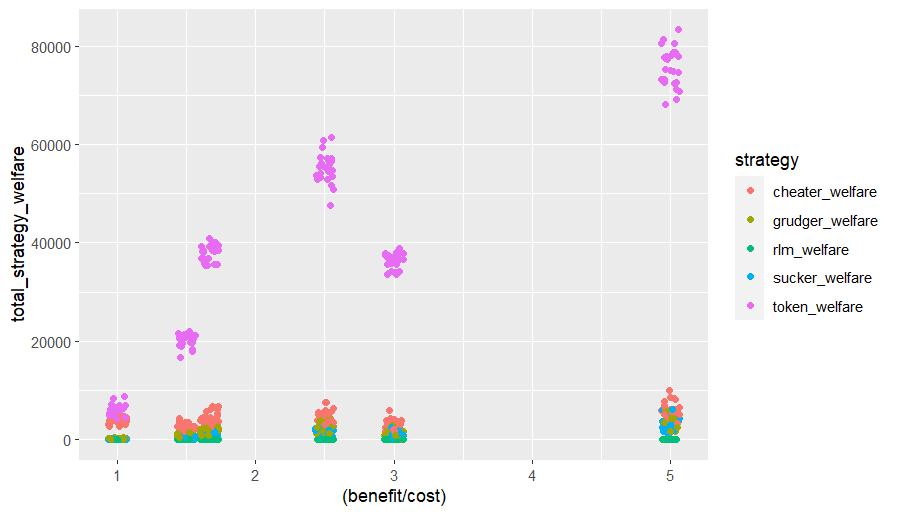 total_strategy_welfare
80000
60000
40000
20000
0
1
2
3
4
5
(benefit/cost)
strategy
cheater_welfare
grudger_welfare
rlm_welfare
sucker_welfare
token_welfare